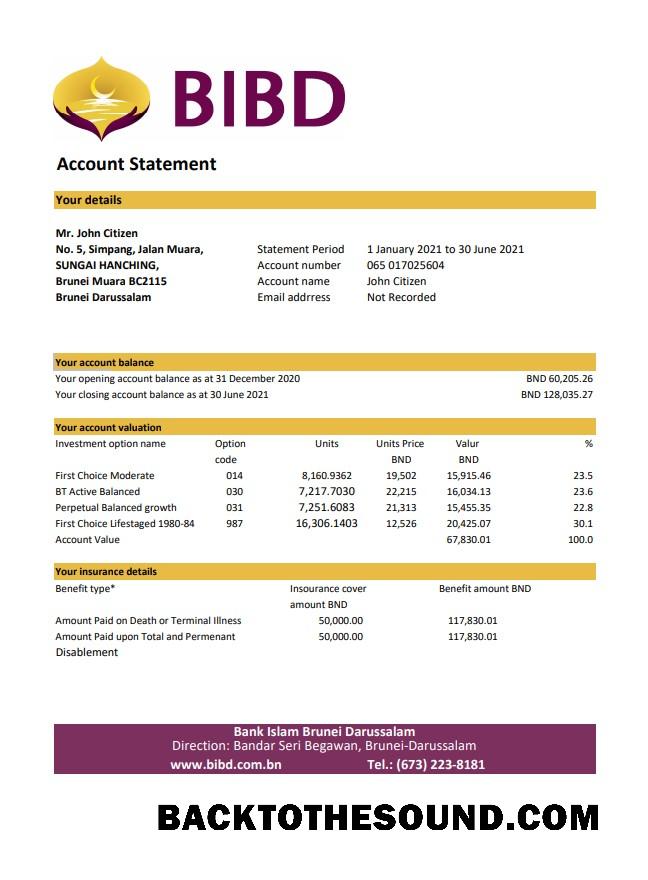 BIBD
Account Statement
Your details
Mr. John Citizen
No. 5, Simpang, Jalan Muara, Statement Period 1 January 2021 to 30 June 2021
SUNGAI HANCHING, Account number 065 017025604
Brunei Muara BC2115 Account name John Citizen
Brunei Darussalam Email addrress Not Recorded
Your account balance
Your opening account balance as at 31 December 2020 BND 60,205.26
Your closing account balance as at 30 June 2021 BND 128,035.27
Your account valuation
Investment option name Option Units Units Price Valur %
code BND BND
First Choice Moderate 014 8,160.9362 19,502 15,915.46 23.5
BT Active Balanced 030 7,217.7030 22,215 16,034.13 23.6
Perpetual Balanced growth 031 7,251.6083 21,313 15,455.35 22.8
First Choice Lifestaged 1980-84 987 16,306.1403 12,526 20,425.07 30.1
Account Value 67,830.01 100.0
Your insurance details
Benefit type* Insourance cover Benefit amount BND
amount BND
Amount Paid on Death or Terminal Illness 50,000.00 117,830.01
Amount Paid upon Total and Permenant 50,000.00 117,830.01
Disablement
Bank Islam Brunei Darussalam
Direction: Bandar Seri Begawan, Brunei-Darussalam
www.bibd.com.bn Tel.: (673) 223-8181
BACKTOTHESOUND.COM